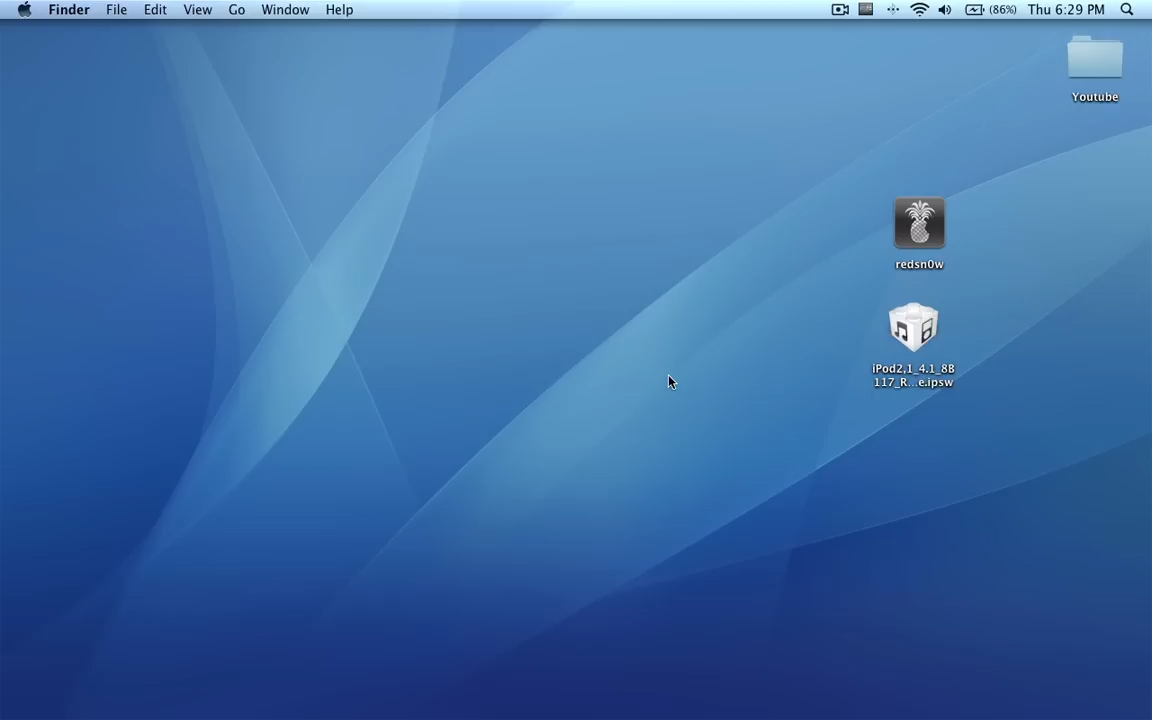 Finder File Edit View Go Window Help (86%) Thu 6:29 PM
Youtube
redsn0w
iPod2,1_4.1_8B
117_R...e.ipsw